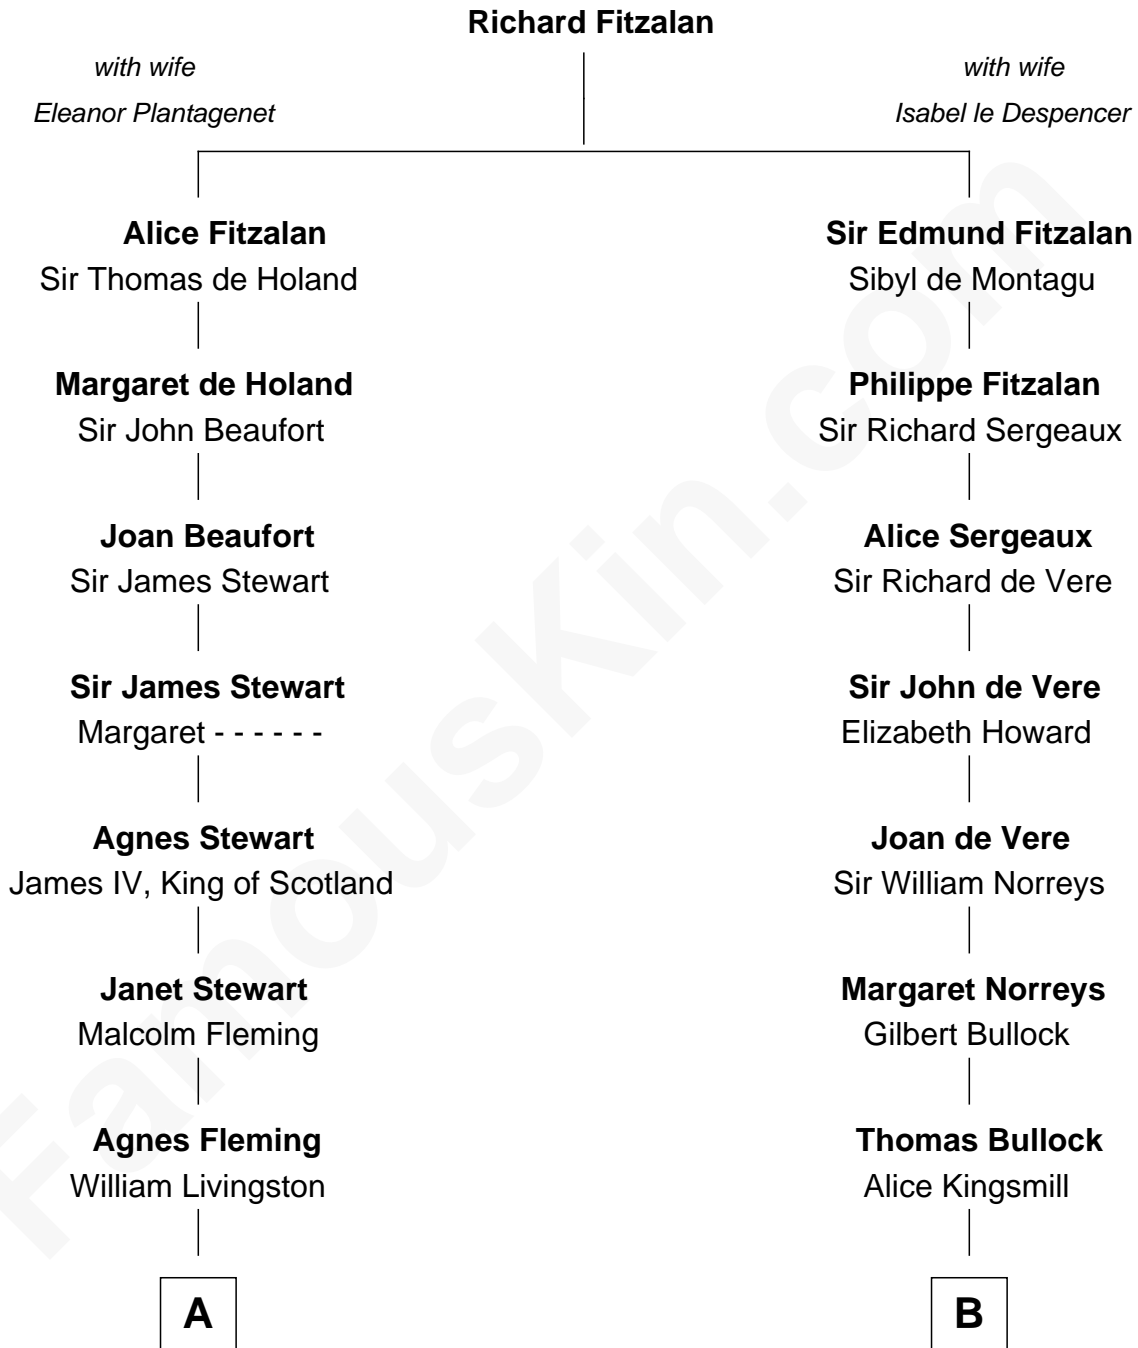 Richard Fitzalan
with wife
Eleanor Plantagenet
with wife
Isabel le Despencer
Alice Fitzalan
Sir Thomas de Holand
Sir Edmund Fitzalan
Sibyl de Montagu
Margaret de Holand
Sir John Beaufort
Philippe Fitzalan
Sir Richard Sergeaux
Joan Beaufort
Sir James Stewart
Alice Sergeaux
Sir Richard de Vere
Sir James Stewart
Margaret - - - - - -
Sir John de Vere
Elizabeth Howard
Agnes Stewart
James IV, King of Scotland
Joan de Vere
Sir William Norreys
Janet Stewart
Malcolm Fleming
Margaret Norreys
Gilbert Bullock
Agnes Fleming
William Livingston
Thomas Bullock
Alice Kingsmill
A
B
FamousKin.com